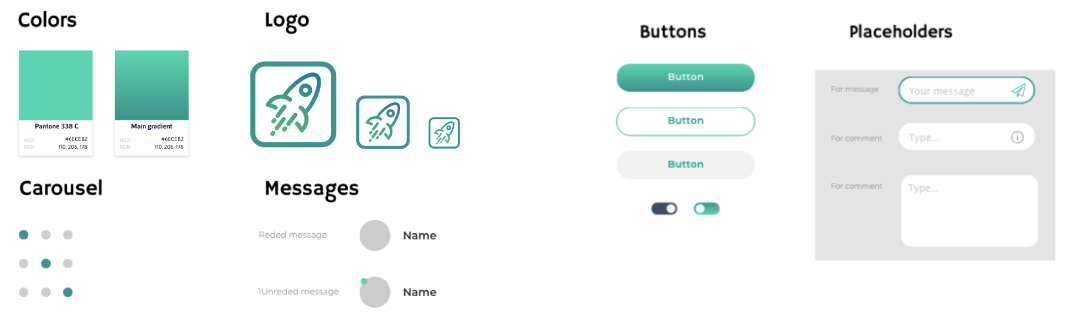 Colors
Logo
Buttons
Placeholders
Pantone 338 C
HEX: #6ECEB2
RGB: 110, 206, 178
Main gradient
HEX: #6ECEB2
RGB: 110, 206, 178
Button
Button
Button
For message
Your message
For comment
Type...
For comment
Type...
Carousel
Messages
Reded message
Name
1Unreded message
Name